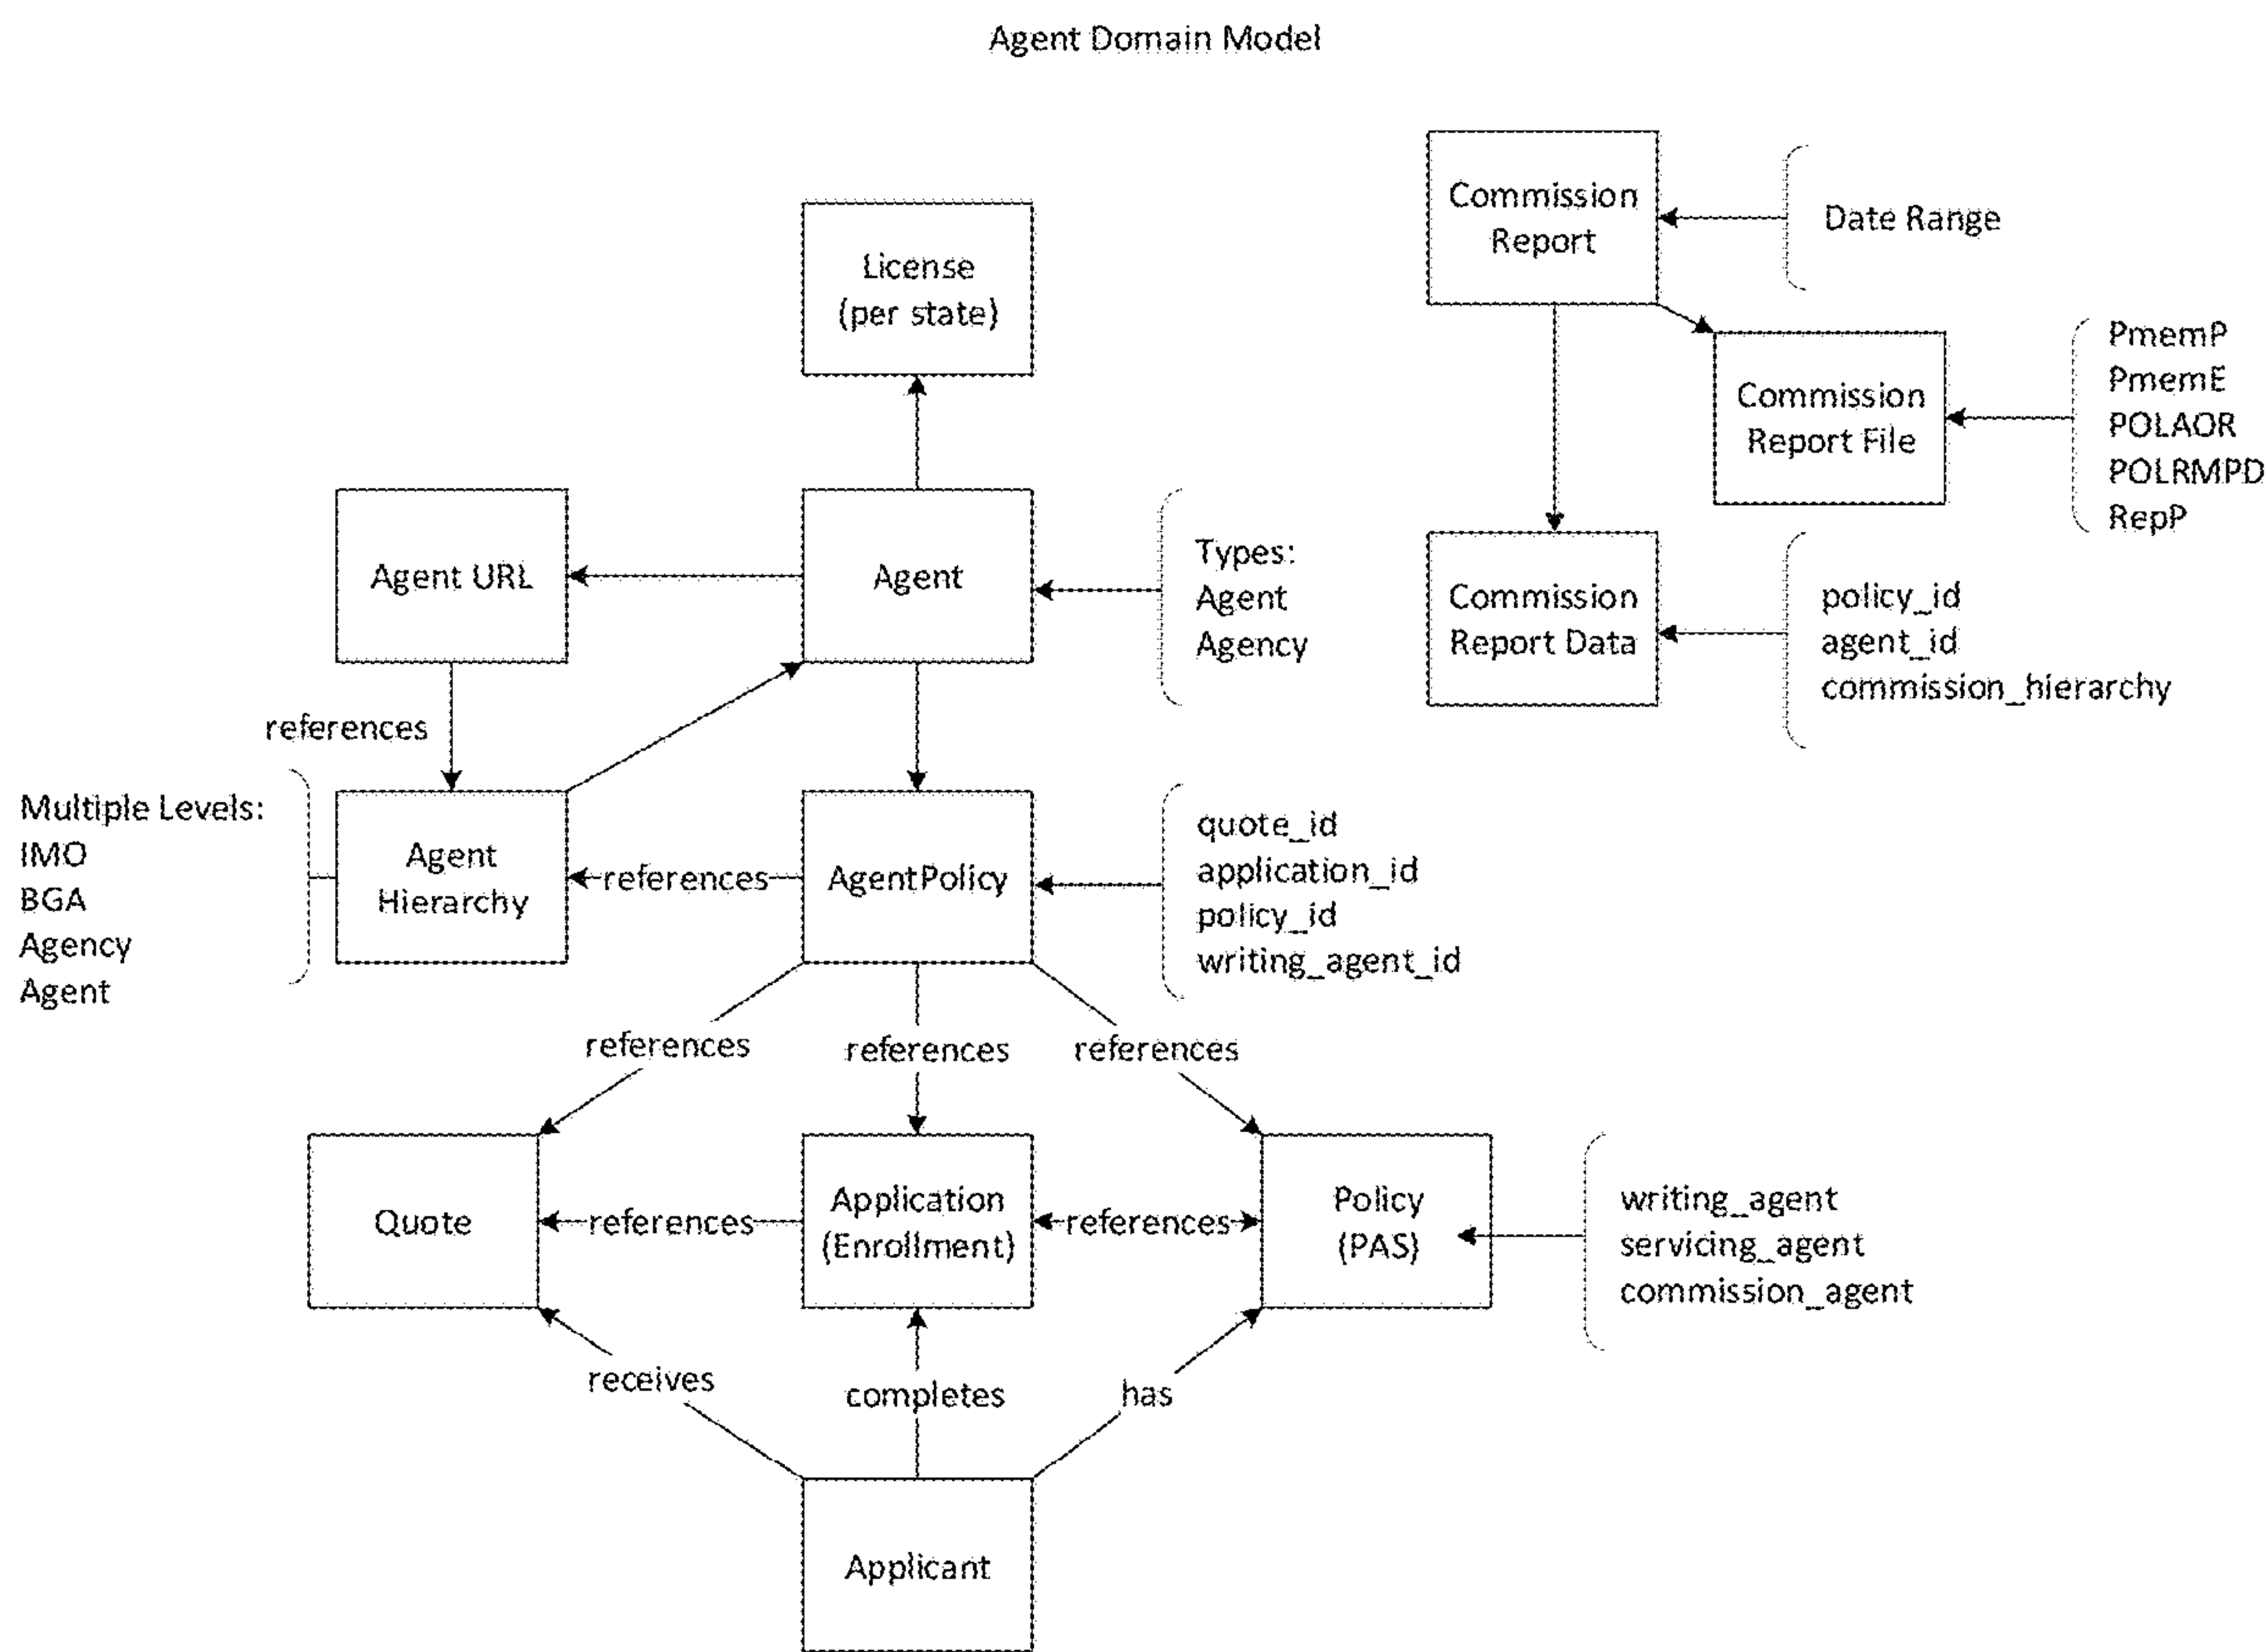 Agent Domain Model
Commission
Report
Date Range
License
(per state)
Commission
Report File
PmemP
PmemE
POLAOR
POLRMPD
RepP
Agent URL
Agent
Types:
Agent
Agency
Commission
Report Data
policy_id
agent_id
commission_hierarchy
references
Multiple Levels:
IMO
BGA
Agency
Agent
Agent
Hierarchy
references
AgentPolicy
quote_id
application_id
policy_id
writing_agent_id
references
references
references
Quote
references
Application
(Enrollment)
references
Policy
(PAS)
writing_agent
servicing_agent
commission_agent
receives
completes
has
Applicant